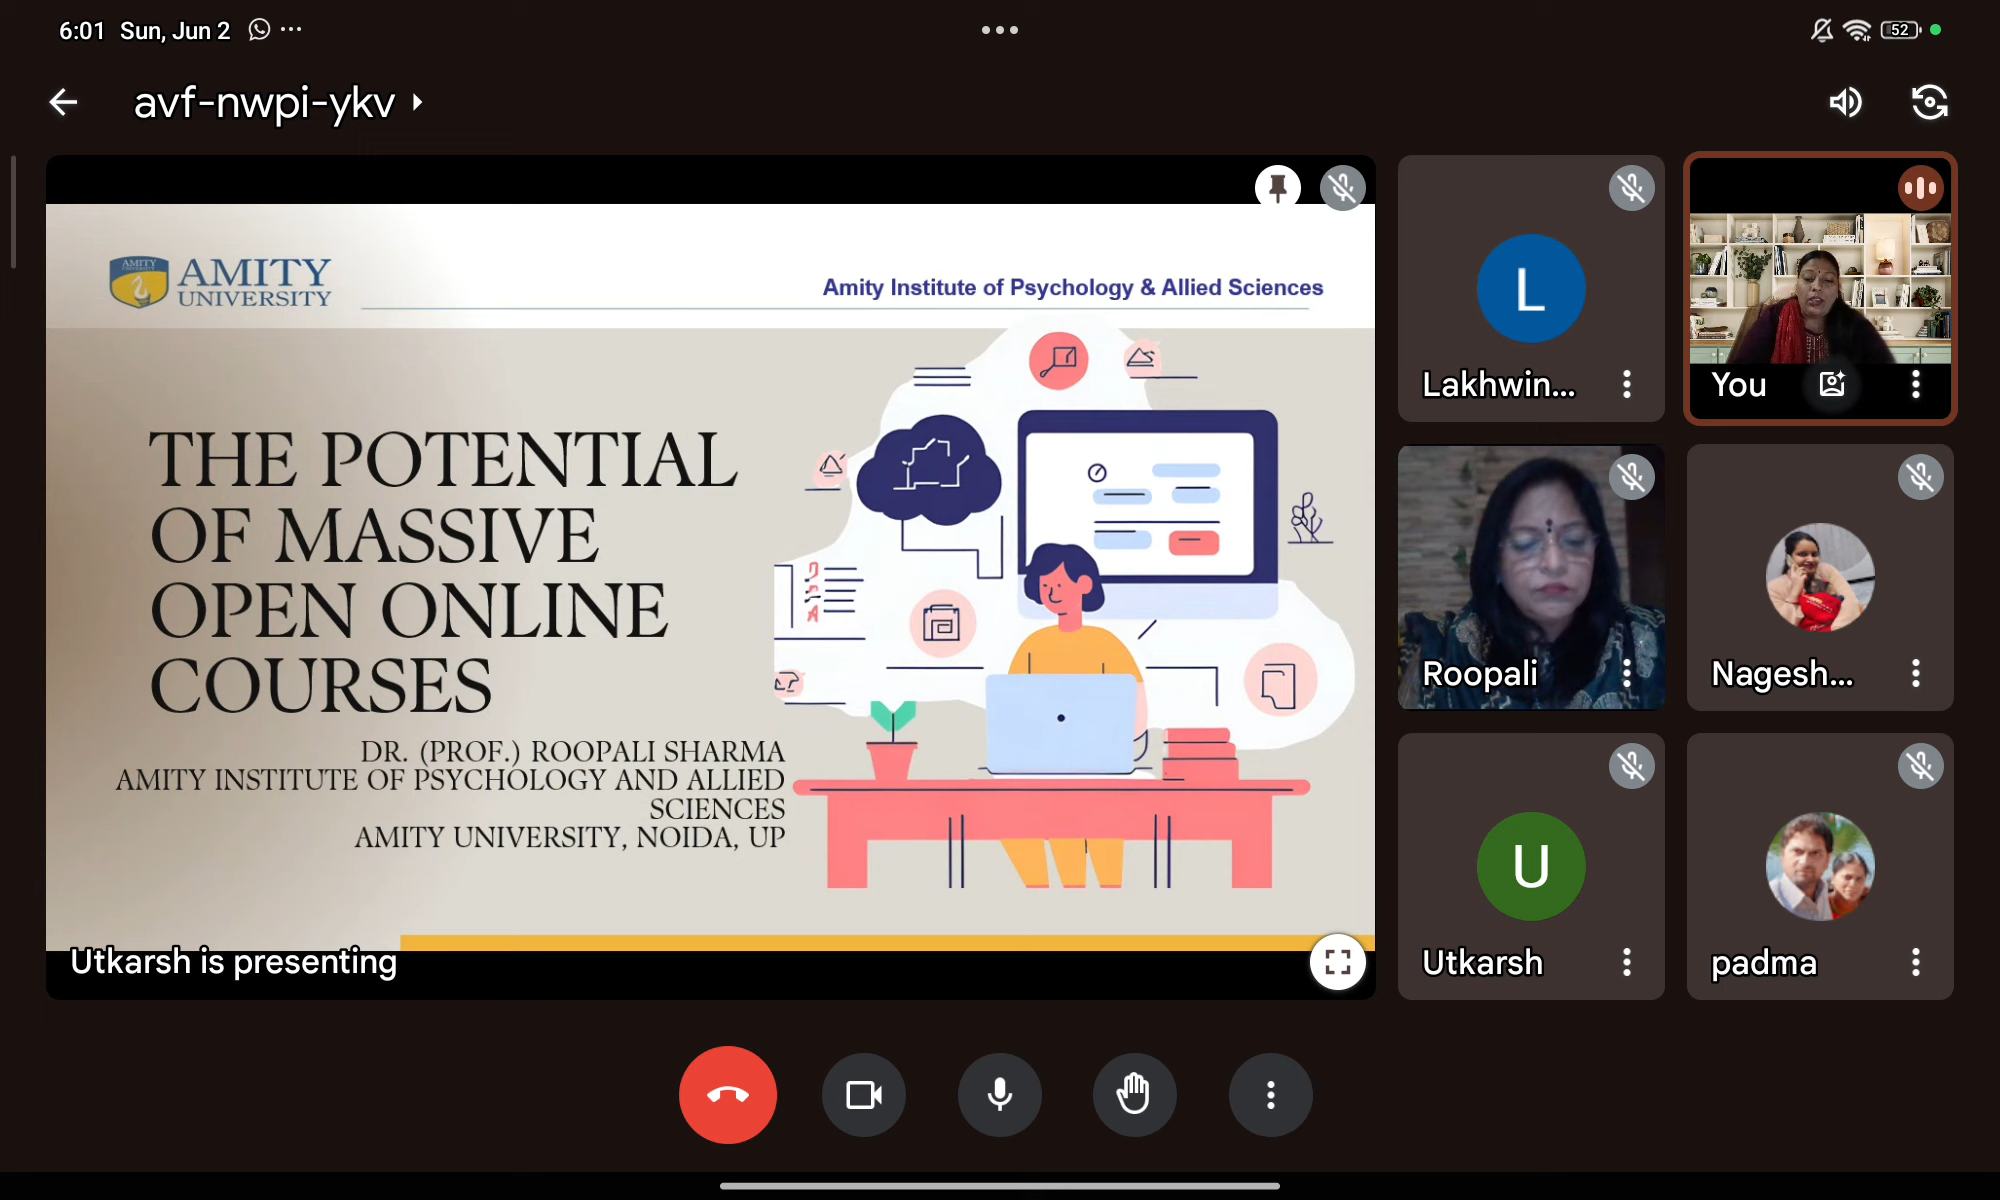 6:01 Sun, Jun 2
52
avf-nwpi-ykv
AMITY
UNIVERSITY
AMITY
UNIVERSITY
Amity Institute of Psychology & Allied Sciences
THE POTENTIAL
OF MASSIVE
OPEN ONLINE
COURSES
DR. (PROF.) ROOPALI SHARMA
AMITY INSTITUTE OF PSYCHOLOGY AND ALLIED
SCIENCES
AMITY UNIVERSITY, NOIDA, UP
Utkarsh is presenting
L
Lakhwin...
You
Roopali
Nagesh...
U
Utkarsh
padma